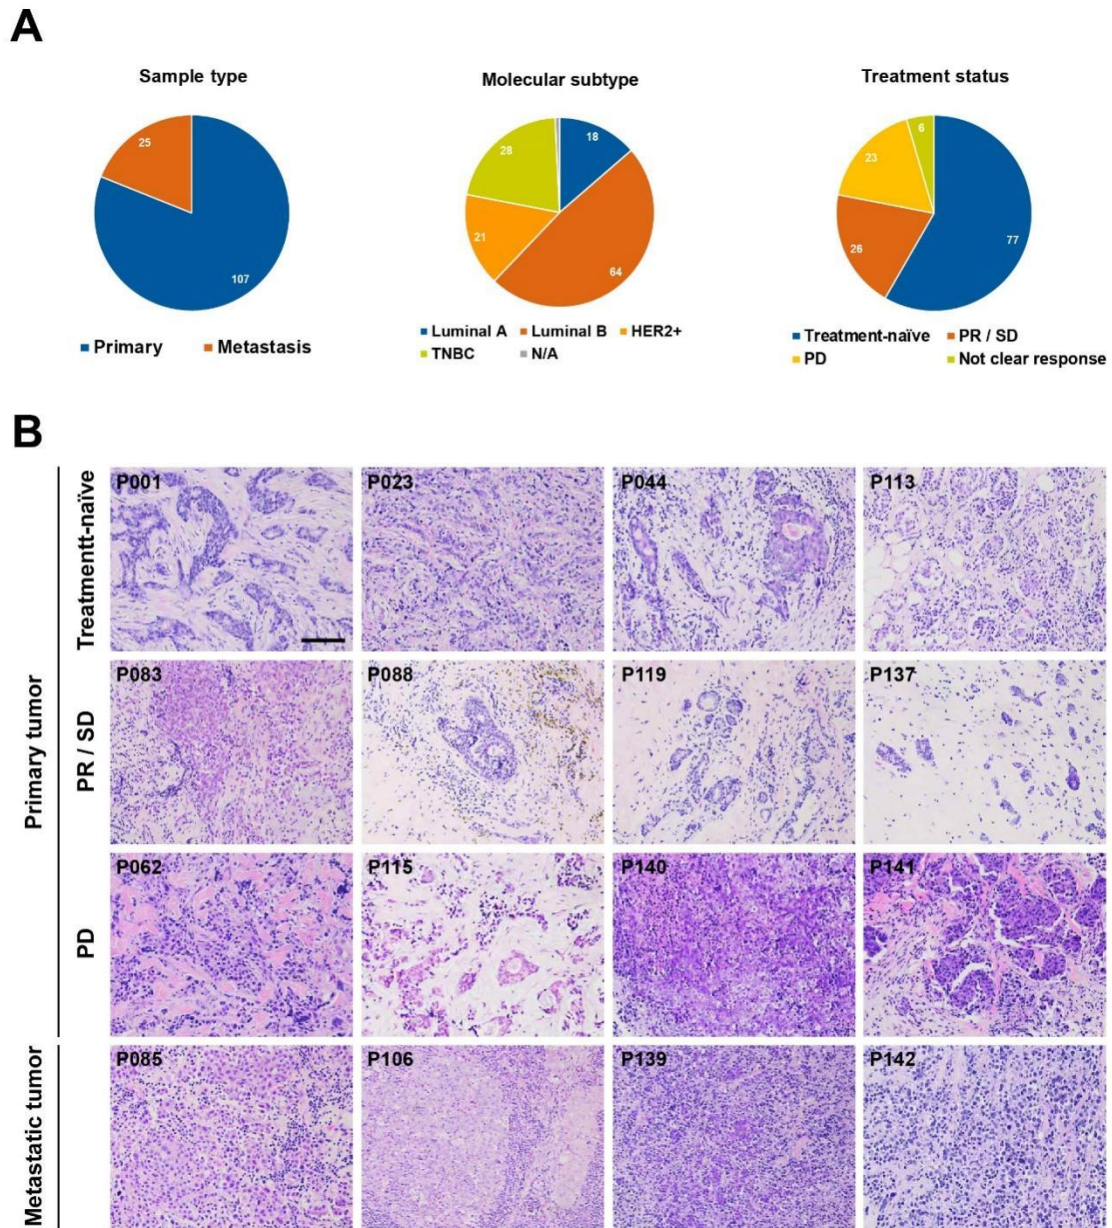 A
Sample type
25
107
Primary Metastasis
Molecular subtype
18
28
21
64
Luminal A Luminal B HER2+
TNBC N/A
Treatment status
6
23
26
77
Treatment-naïve PR / SD
PD Not clear response
B
Primary tumor
Treatmentt-naïve
P001 P023 P044 P113
PR / SD
P083 P088 P119 P137
PD
P062 P115 P140 P141
Metastatic tumor
P085 P106 P139 P142